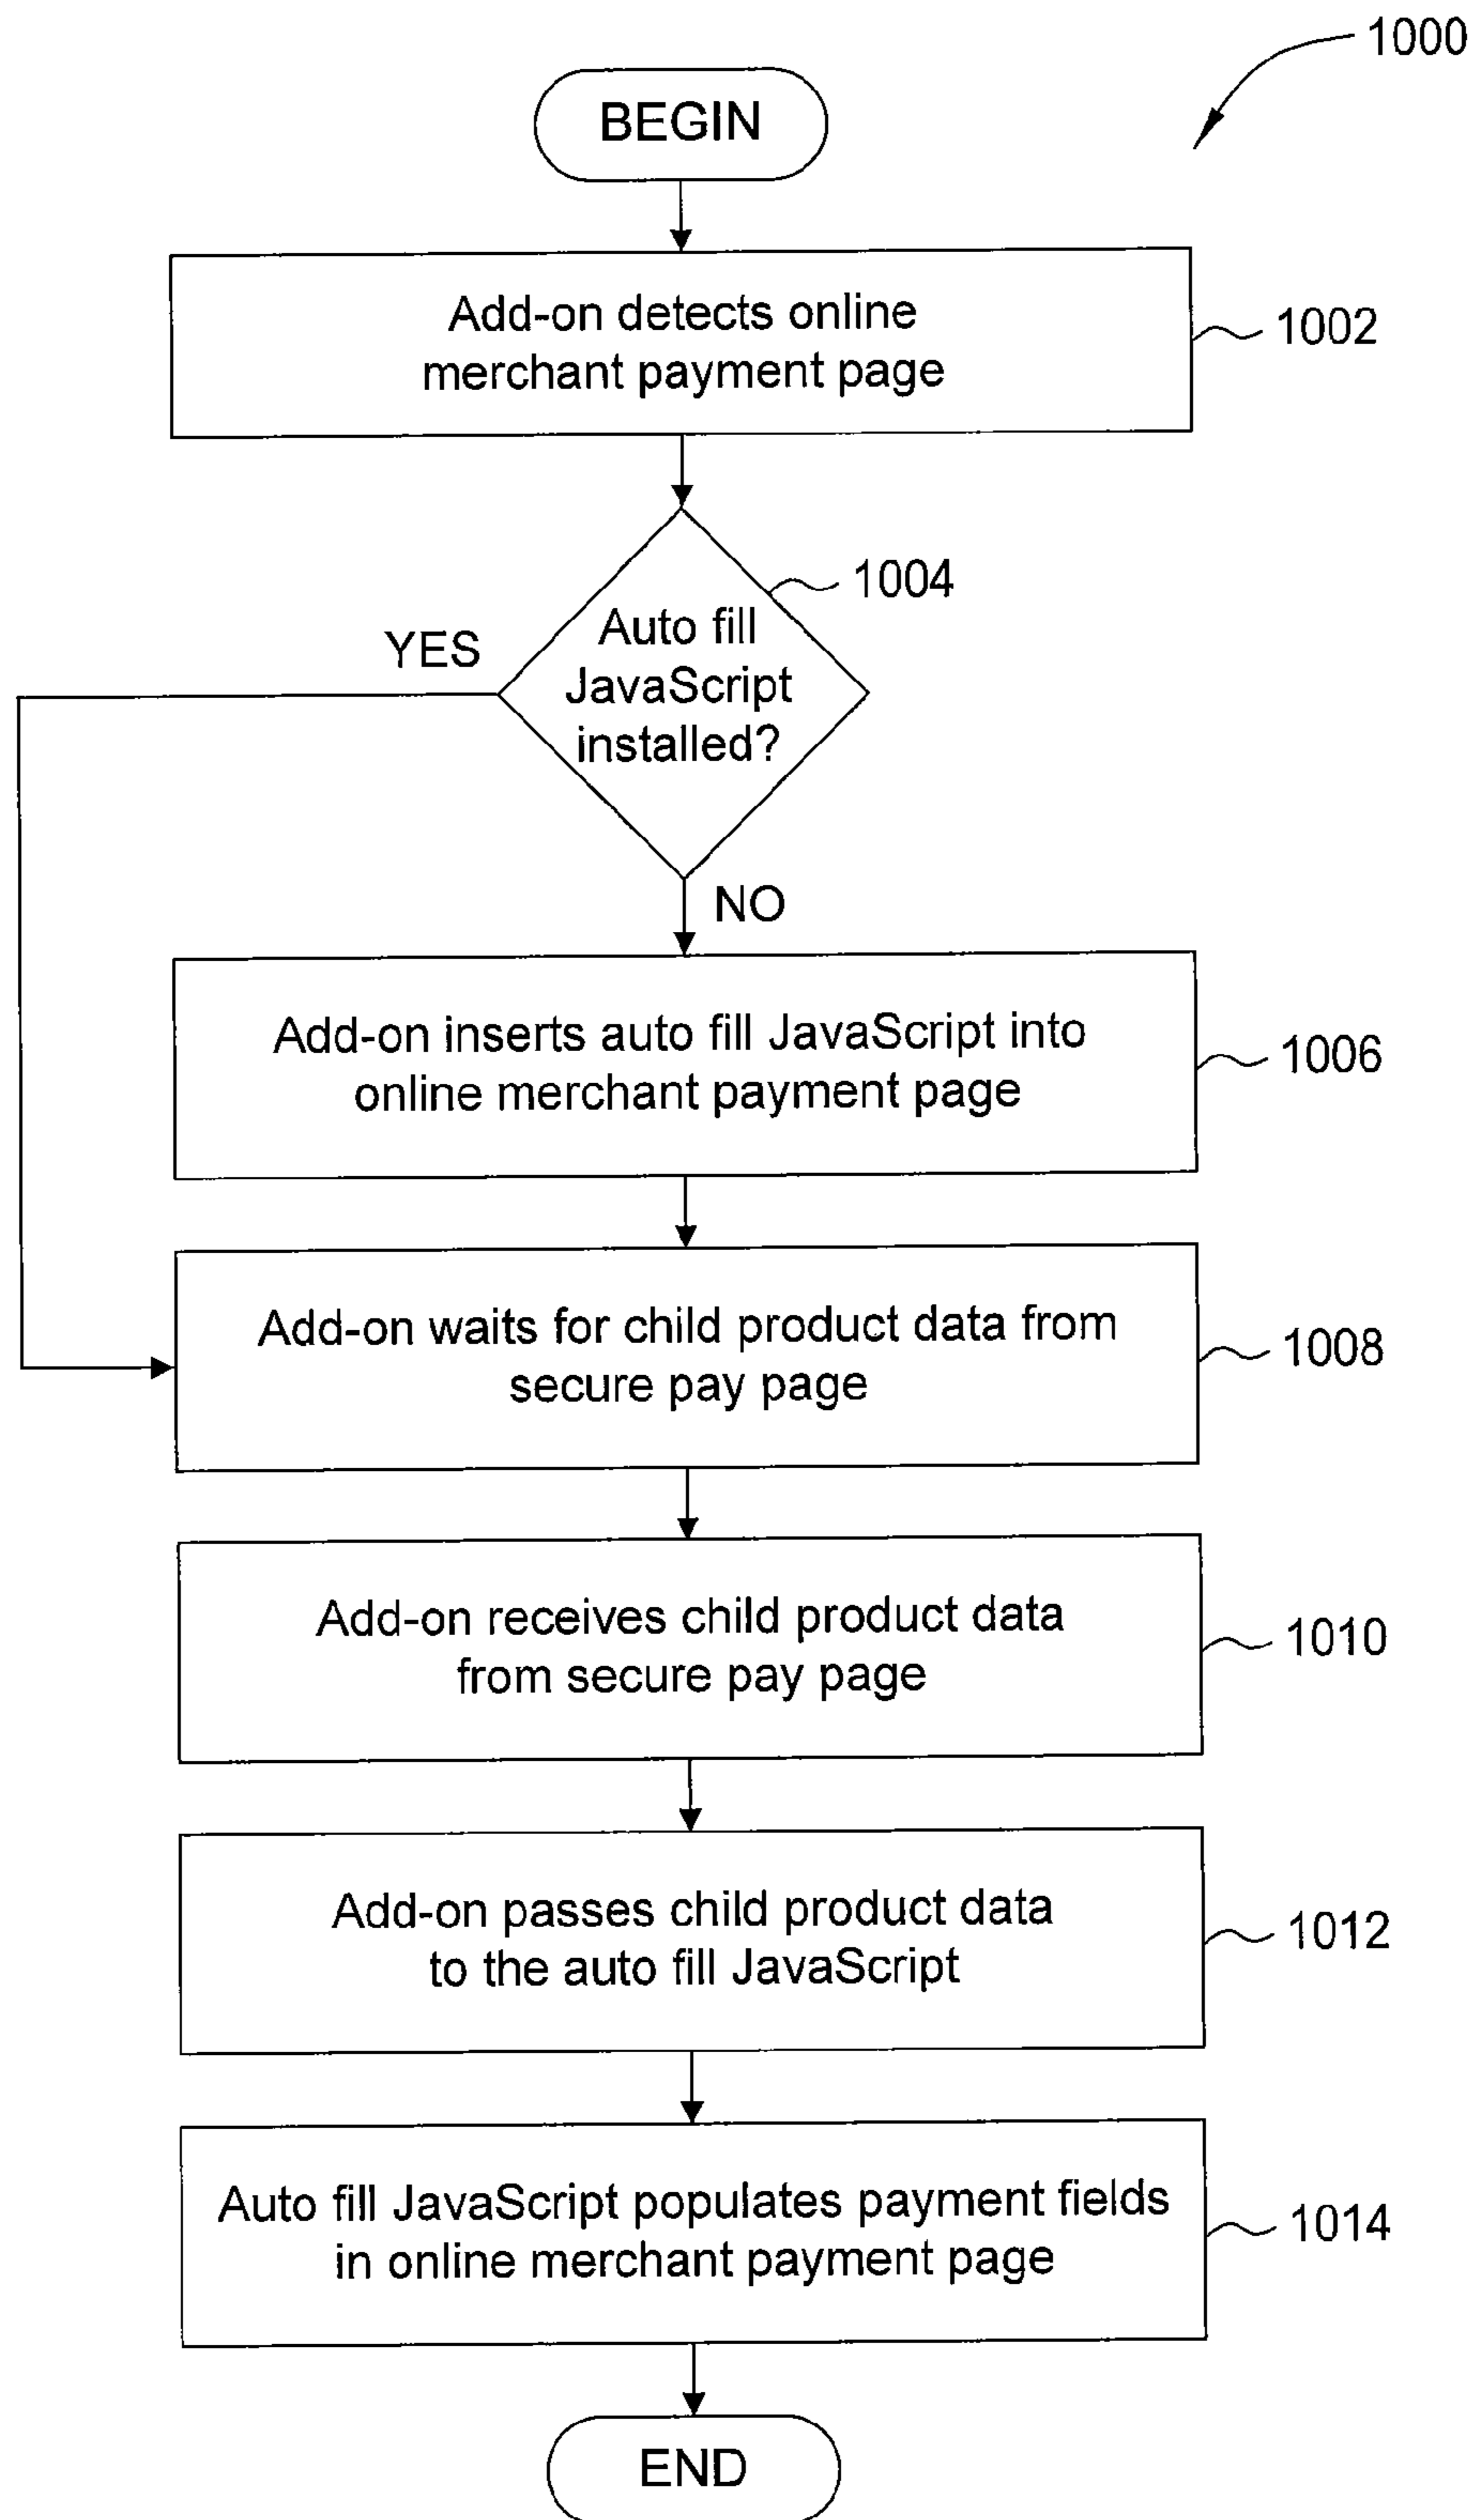 1000
BEGIN
Add-on detects online
merchant payment page
1002
1004
Auto fill
JavaScript
installed?
YES
NO
Add-on inserts auto fill JavaScript into
online merchant payment page
1006
Add-on waits for child product data from
secure pay page
1008
Add-on receives child product data
from secure pay page
1010
Add-on passes child product data
to the auto fill JavaScript
1012
Auto fill JavaScript populates payment fields
in online merchant payment page
1014
END